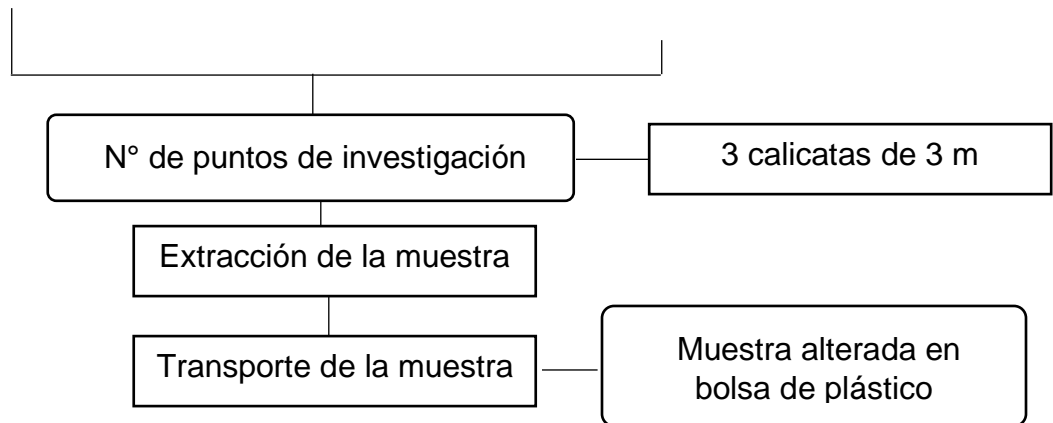 N° de puntos de investigación
3 calicatas de 3 m
Extracción de la muestra
Transporte de la muestra
Muestra alterada en
bolsa de plástico